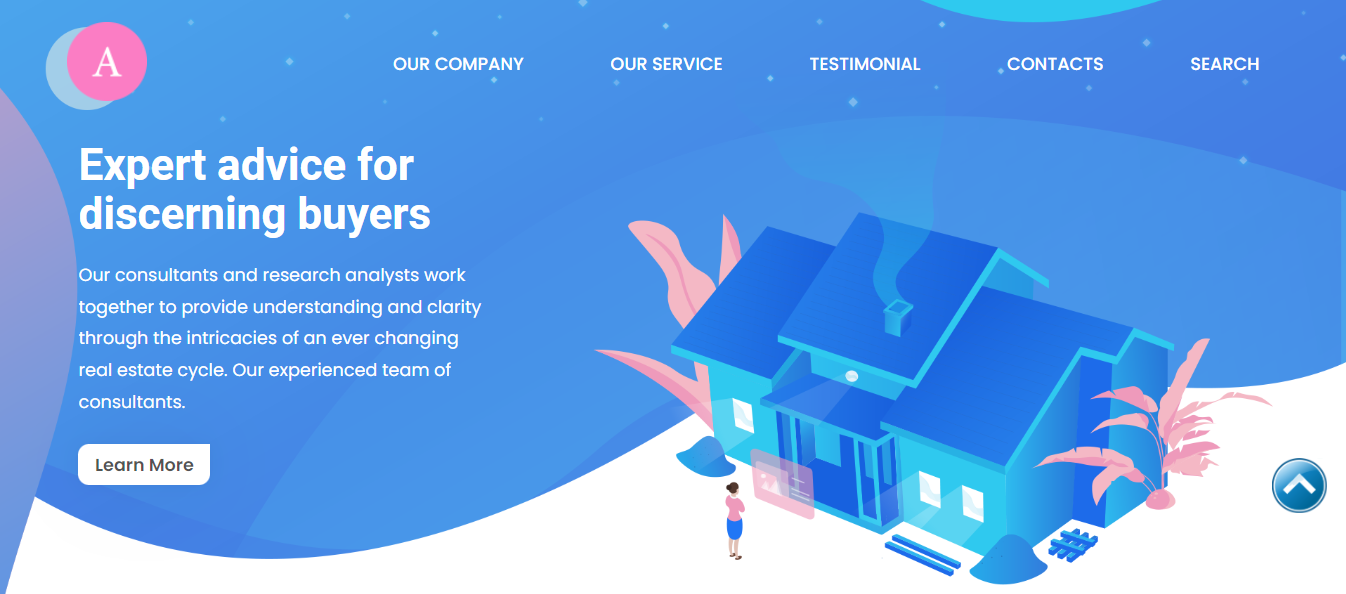 A
OUR COMPANY
OUR SERVICE
TESTIMONIAL
CONTACTS
SEARCH
Expert advice for
discerning buyers
Our consultants and research analysts work
together to provide understanding and clarity
through the intricacies of an ever changing
real estate cycle. Our experienced team of
consultants.
Learn More